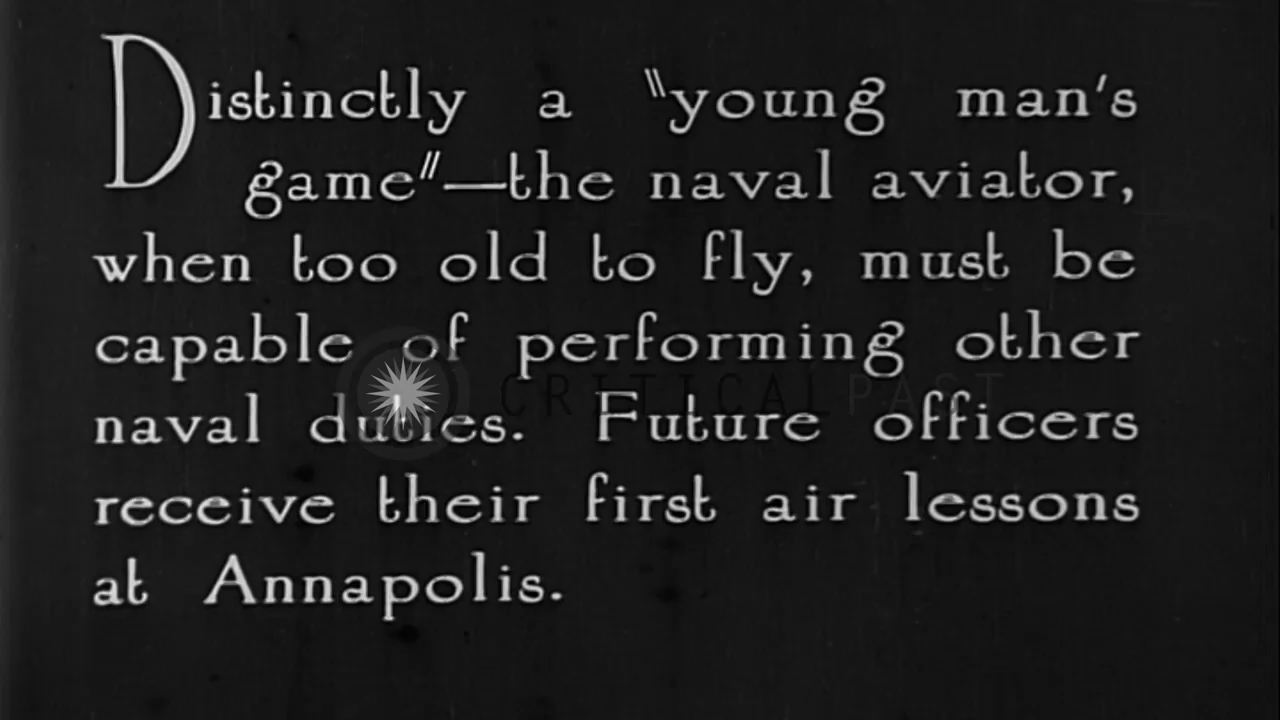 Distinctly a "young man's
game"—the naval aviator,
when too old to fly, must be
capable of performing other
CRITICALPAST
naval duties. Future officers
receive their first air lessons
at Annapolis.